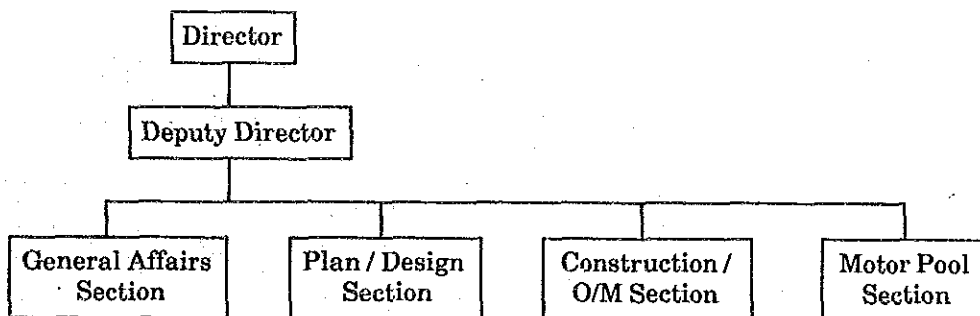 Director
Deputy Director
General Affairs
Section
Plan / Design
Section
Construction /
O/M Section
Motor Pool
Section